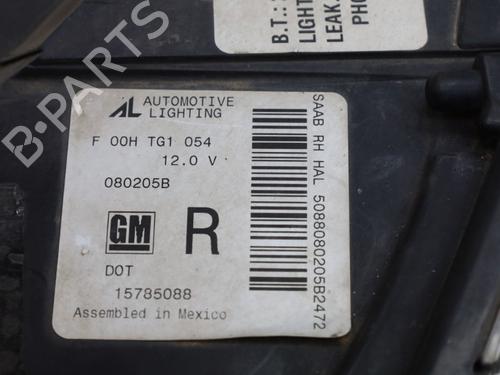 B.T.:
LIGHT
LEAK.
PHO
AL AUTOMOTIVE
LIGHTING
F 00H TG1 054
12.0 V
080205B
GM
R
DOT
15785088
Assembled in Mexico
SAAB RH HAL 5088080205B2472
B-PARTS